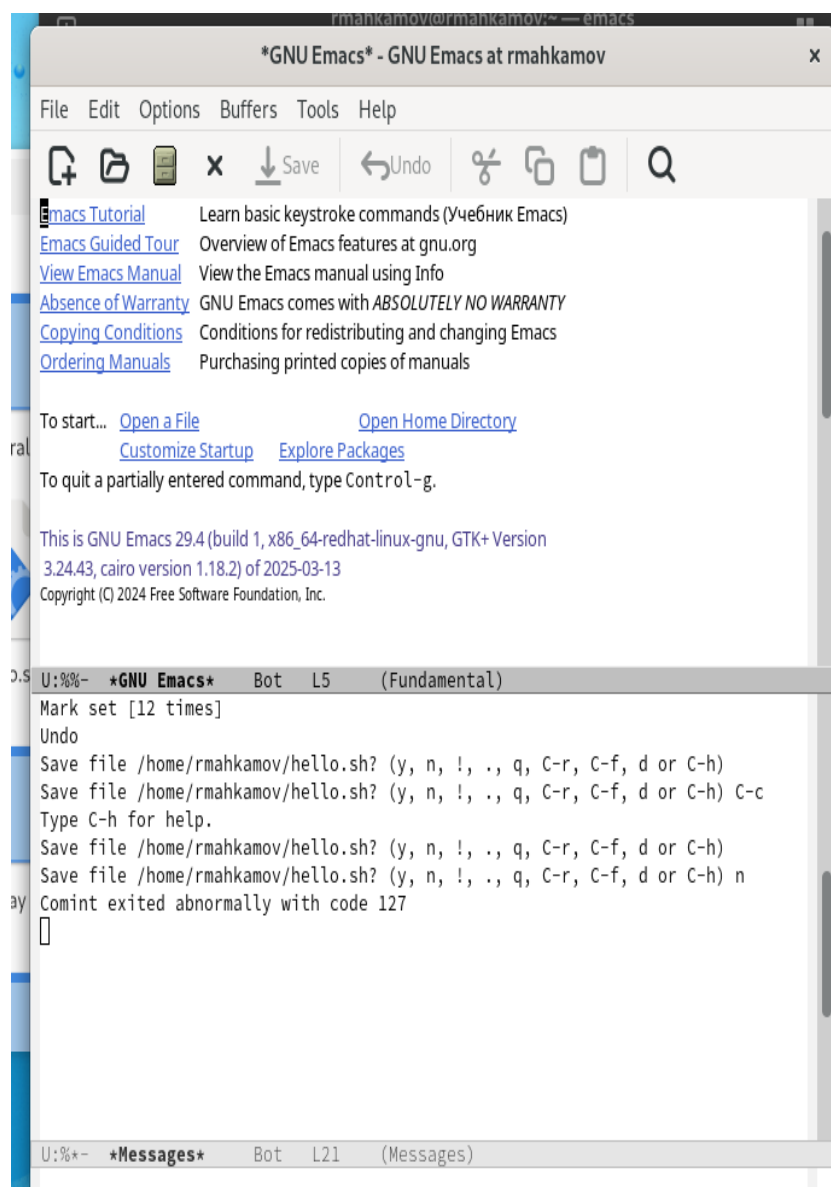 rmahkamov@rmahkamov:~ — emacs
*GNU Emacs* - GNU Emacs at rmahkamov
File Edit Options Buffers Tools Help
Save Undo
Emacs Tutorial Learn basic keystroke commands (Учебник Emacs)
Emacs Guided Tour Overview of Emacs features at gnu.org
View Emacs Manual View the Emacs manual using Info
Absence of Warranty GNU Emacs comes with ABSOLUTELY NO WARRANTY
Copying Conditions Conditions for redistributing and changing Emacs
Ordering Manuals Purchasing printed copies of manuals
To start... Open a File Open Home Directory
Customize Startup Explore Packages
To quit a partially entered command, type Control-g.
This is GNU Emacs 29.4 (build 1, x86_64-redhat-linux-gnu, GTK+ Version
3.24.43, cairo version 1.18.2) of 2025-03-13
Copyright (C) 2024 Free Software Foundation, Inc.
U:%%- *GNU Emacs* Bot L5 (Fundamental)
Mark set [12 times]
Undo
Save file /home/rmahkamov/hello.sh? (y, n, !, ., q, C-r, C-f, d or C-h)
Save file /home/rmahkamov/hello.sh? (y, n, !, ., q, C-r, C-f, d or C-h) C-c
Type C-h for help.
Save file /home/rmahkamov/hello.sh? (y, n, !, ., q, C-r, C-f, d or C-h)
Save file /home/rmahkamov/hello.sh? (y, n, !, ., q, C-r, C-f, d or C-h) n
Comint exited abnormally with code 127
U:%*- *Messages* Bot L21 (Messages)